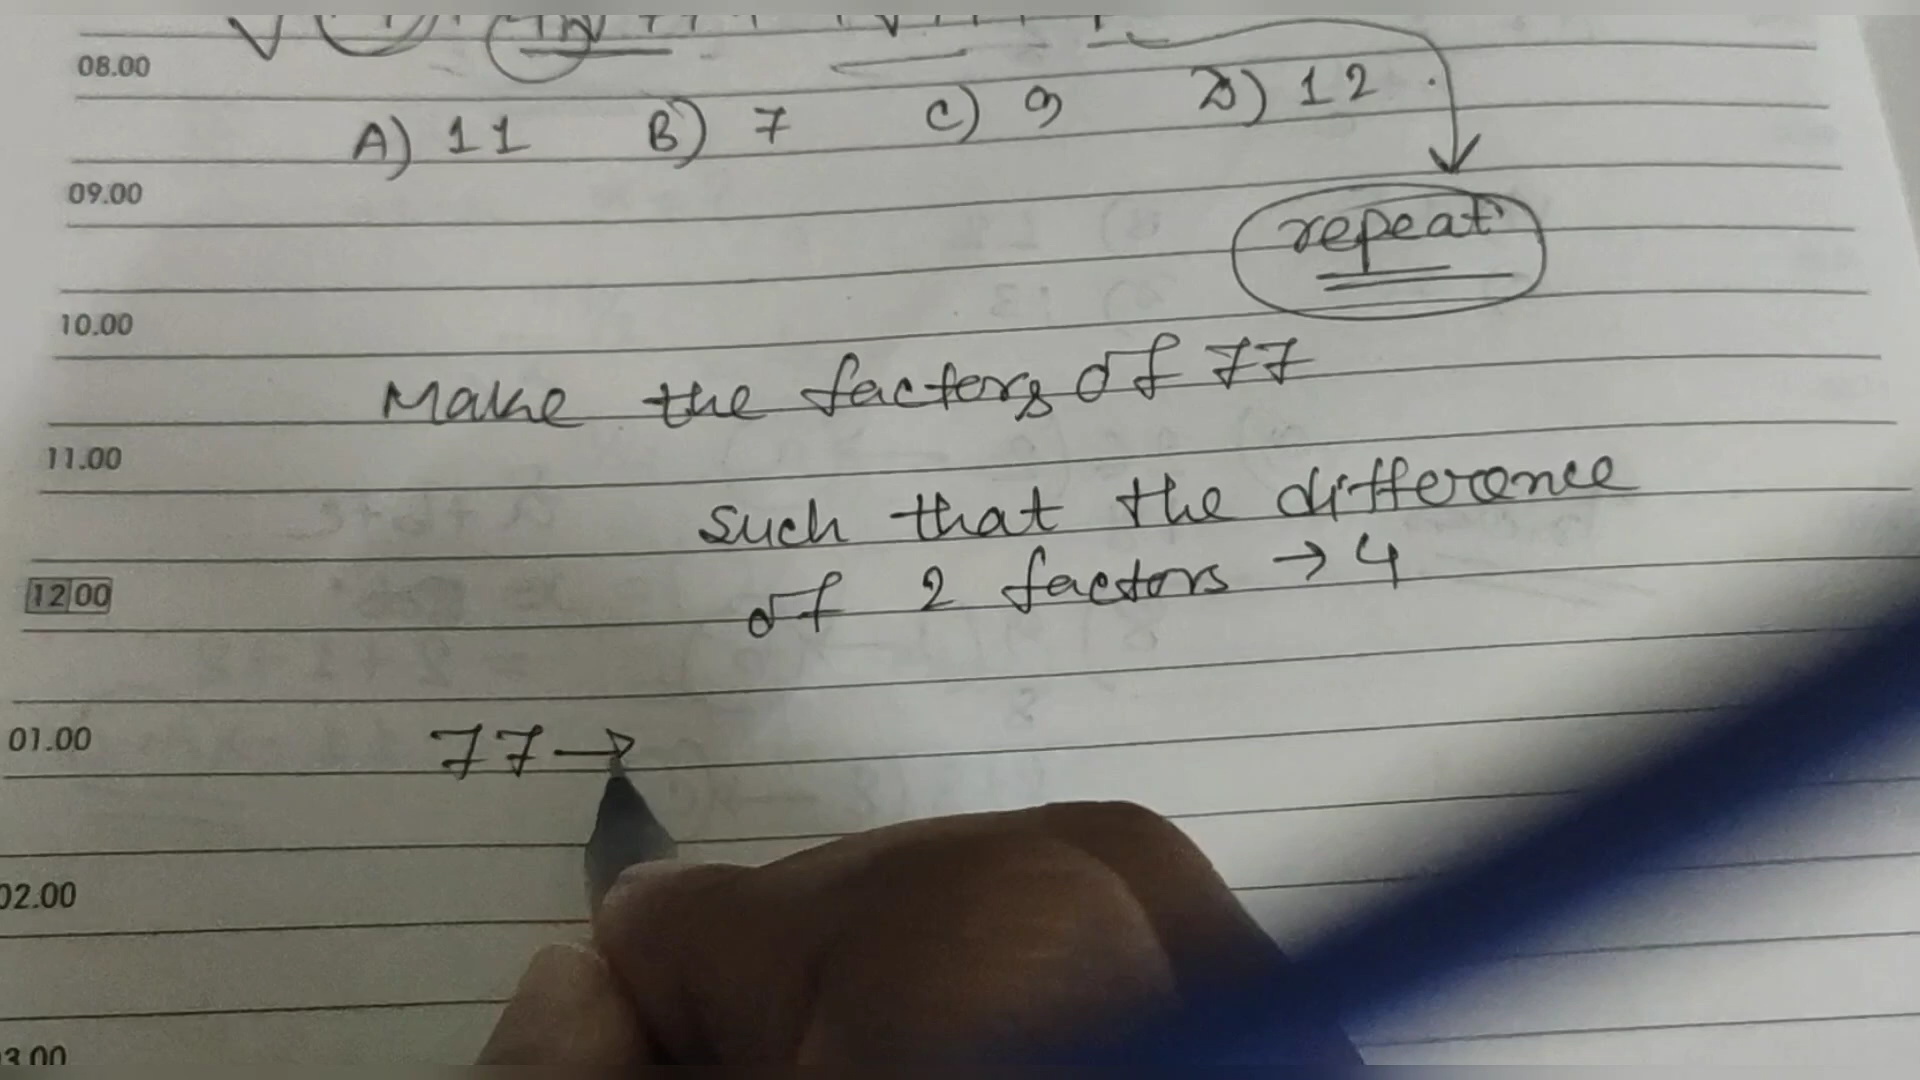 08.00
A) 11 B) 7 C) 9 D) 12
09.00
repeat
10.00
Make the factors of 77
11.00
such that the difference
12 00
of 2 factors → 4
01.00
77 →
02.00
3.00